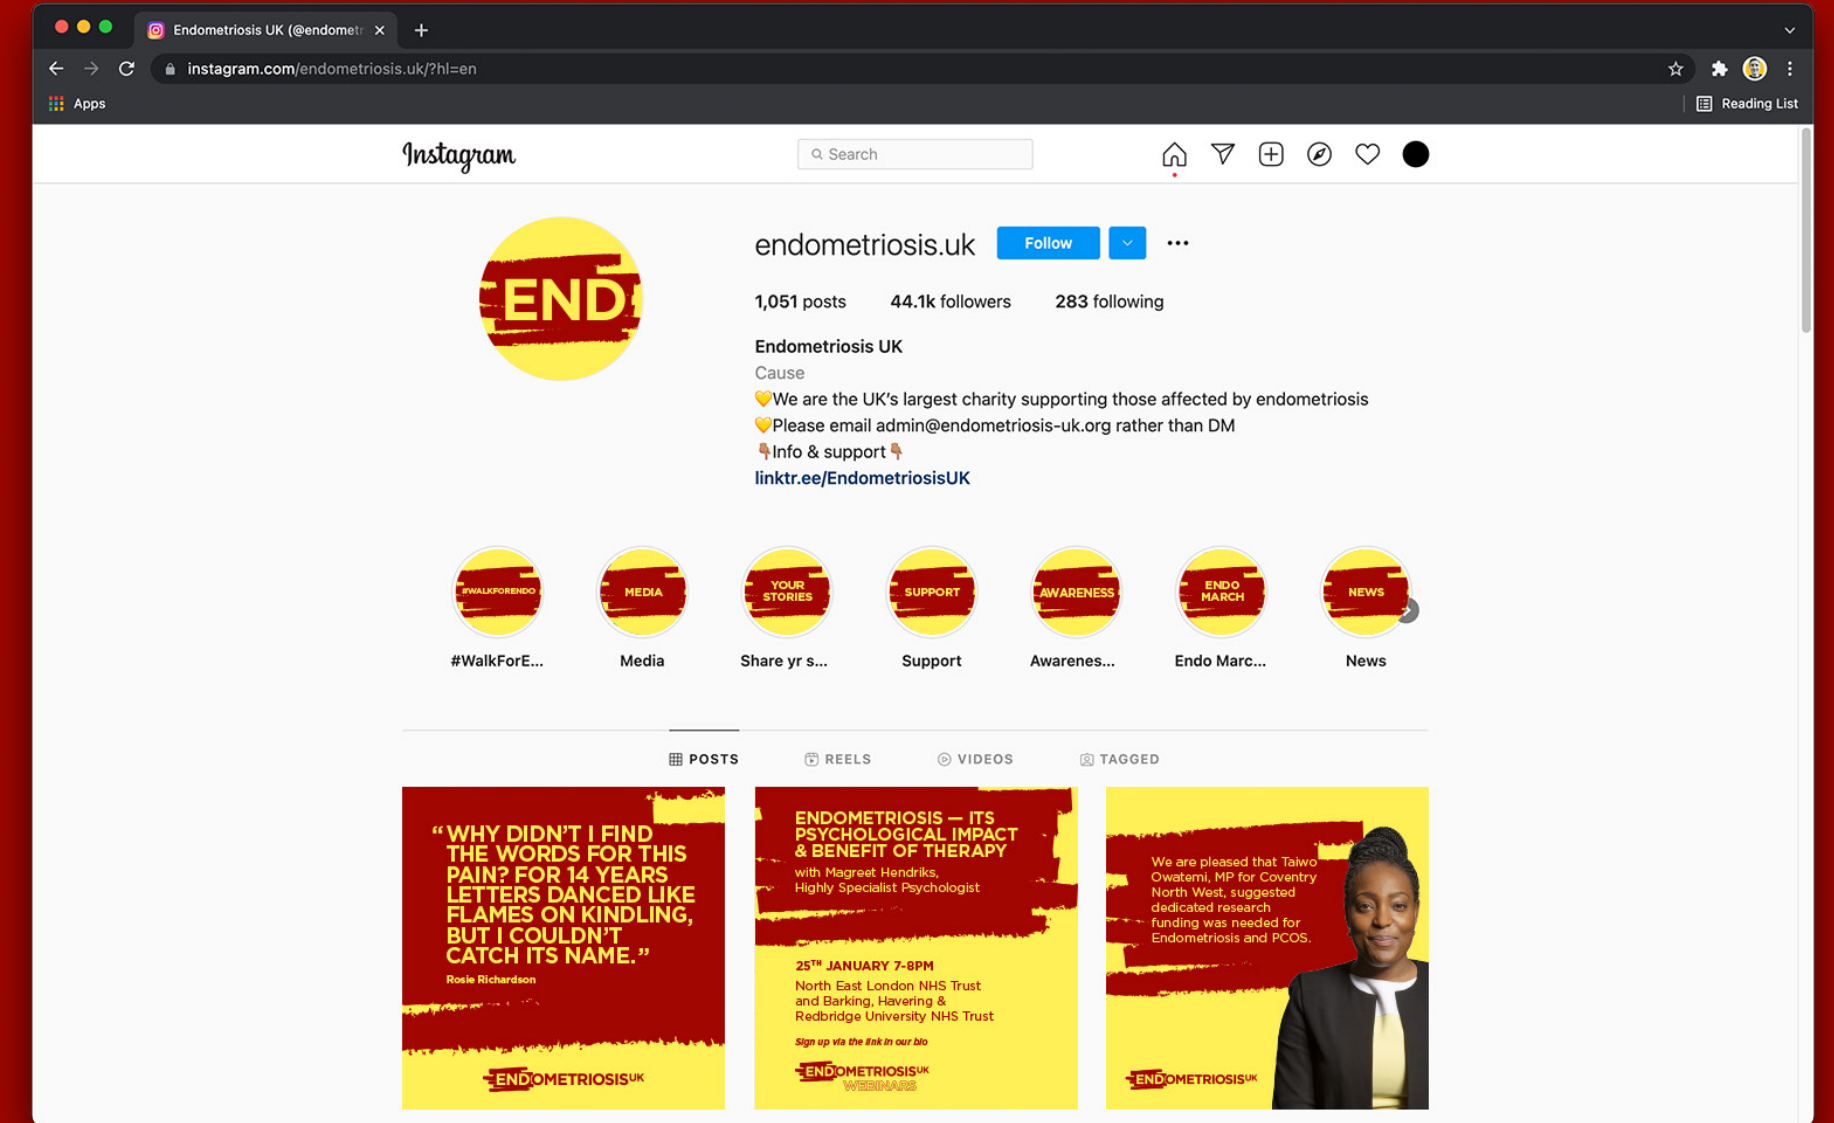 Endometriosis UK (@endomet
instagram.com/endometriosis.uk/?hl=en
Apps
Reading List
Instagram
Search
END
endometriosis.uk
Follow
1,051 posts 44.1k followers 283 following
Endometriosis UK
Cause
💛We are the UK's largest charity supporting those affected by endometriosis
💛Please email admin@endometriosis-uk.org rather than DM
👇🏽Info & support👇🏽
linktr.ee/EndometriosisUK
#WALKFORENDO
MEDIA
YOUR
STORIES
SUPPORT
AWARENESS
ENDO
MARCH
NEWS
#WalkForE...
Media
Share yr s...
Support
Awarenes...
Endo Marc...
News
POSTS
REELS
VIDEOS
TAGGED
“WHY DIDN’T I FIND
THE WORDS FOR THIS
PAIN? FOR 14 YEARS
LETTERS DANCED LIKE
FLAMES ON KINDLING,
BUT I COULDN’T
CATCH ITS NAME.”
Rosie Richardson
ENDOMETRIOSIS UK
ENDOMETRIOSIS — ITS
PSYCHOLOGICAL IMPACT
& BENEFIT OF THERAPY
with Magreet Hendriks,
Highly Specialist Psychologist
25TH JANUARY 7-8PM
North East London NHS Trust
and Barking, Havering &
Redbridge University NHS Trust
Sign up via the link in our bio
ENDOMETRIOSIS UK
WEBINARS
We are pleased that Taiwo
Owatemi, MP for Coventry
North West, suggested
dedicated research
funding was needed for
Endometriosis and PCOS.
ENDOMETRIOSIS UK